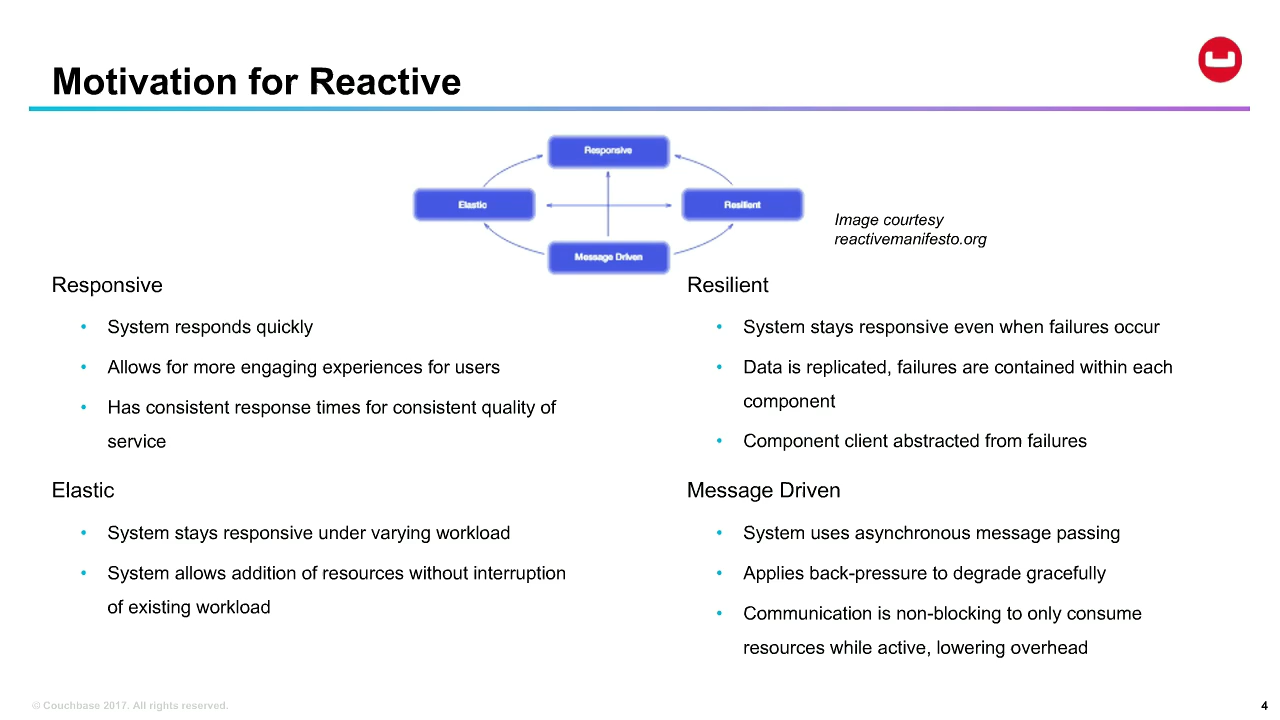 Motivation for Reactive
Responsive
Elastic
Resilient
Message Driven
Image courtesy
reactivemanifesto.org
Responsive
• System responds quickly
• Allows for more engaging experiences for users
• Has consistent response times for consistent quality of
service
Elastic
• System stays responsive under varying workload
• System allows addition of resources without interruption
of existing workload
Resilient
• System stays responsive even when failures occur
• Data is replicated, failures are contained within each
component
• Component client abstracted from failures
Message Driven
• System uses asynchronous message passing
• Applies back-pressure to degrade gracefully
• Communication is non-blocking to only consume
resources while active, lowering overhead
© Couchbase 2017. All rights reserved.
4